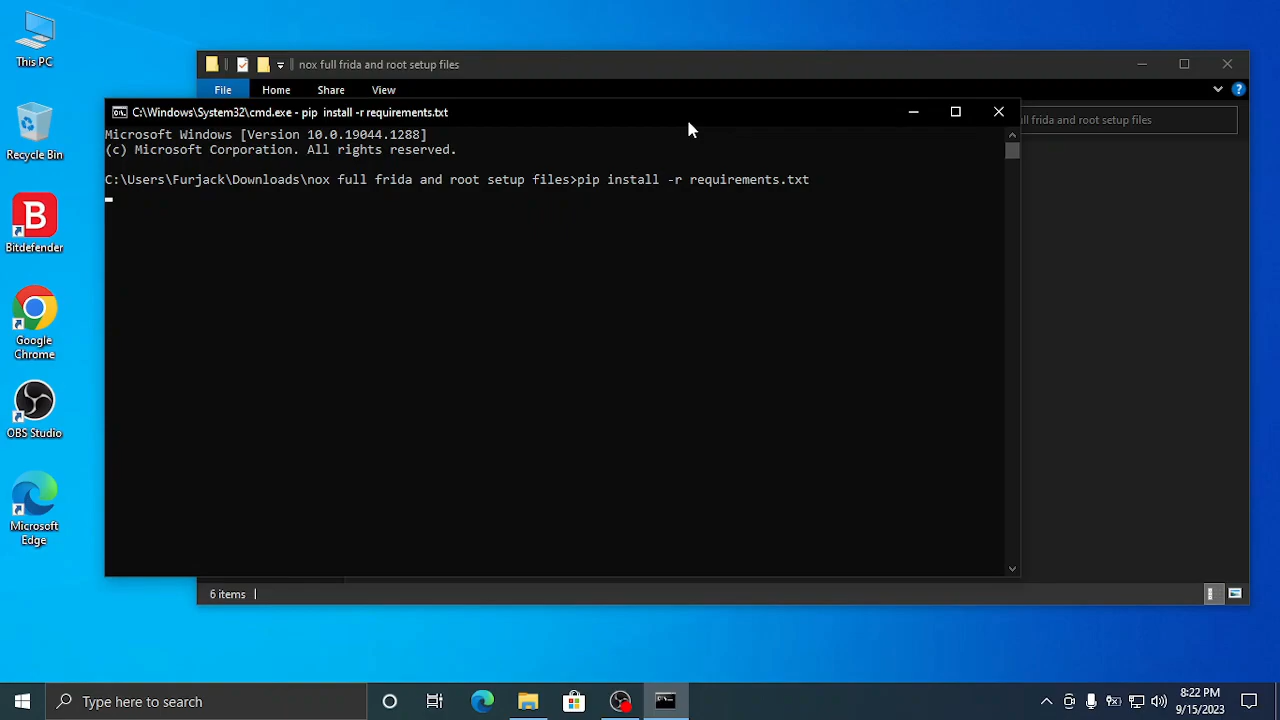 This PC
Recycle Bin
Bitdefender
Google
Chrome
OBS Studio
Microsoft
Edge
nox full frida and root setup files
File Home Share View
ull frida and root setup files
C:\Windows\System32\cmd.exe - pip  install -r requirements.txt
Microsoft Windows [Version 10.0.19044.1288]
(c) Microsoft Corporation. All rights reserved.
C:\Users\Furjack\Downloads\nox full frida and root setup files>pip install -r requirements.txt
6 items
Type here to search
8:22 PM
9/15/2023